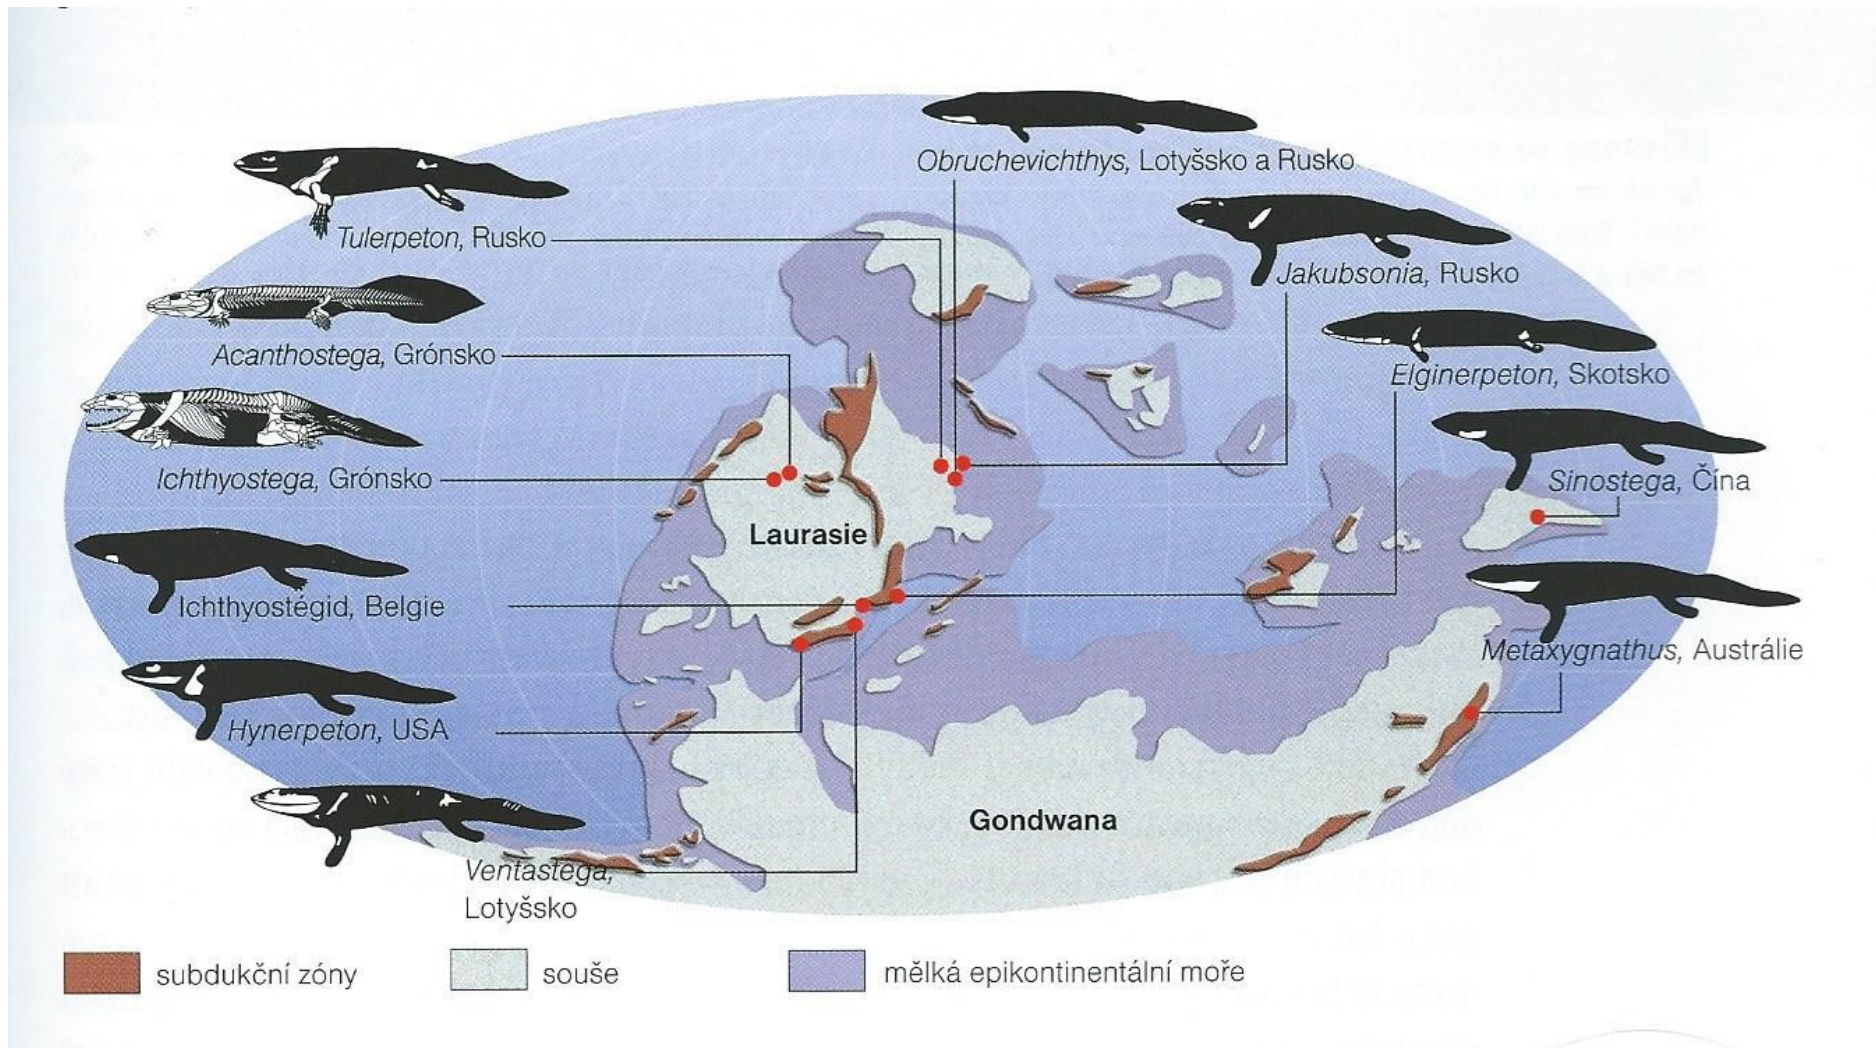 Obruchevichthys, Lotyšsko a Rusko
Tulerpeton, Rusko
Jakubsonia, Rusko
Acanthostega, Grónsko
Elginerpeton, Skotsko
Ichthyostega, Grónsko
Sinostega, Čína
Laurasie
Ichthyostégid, Belgie
Metaxygnathus, Austrálie
Hynerpeton, USA
Gondwana
Ventastega,
Lotyšsko
subdukční zóny
souše
mělká epikontinentální moře